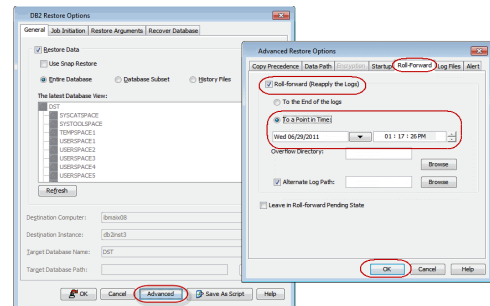 DB2 Restore Options
General Job Initiation Restore Arguments Recover Database
Restore Data
Use Snap Restore
Entire Database Database Subset History Files
The latest Database View:
DST
SYSCATSPACE
SYSTOOLSPACE
TEMPSPACE1
USERSPACE1
USERSPACE2
USERSPACE3
USERSPACE4
USERSPACE5
Refresh
Destination Computer: ibmaix08
Destination Instance: db2inst3
Target Database Name: DST
Target Database Path:
OK Cancel Advanced Save As Script Help
Advanced Restore Options
Copy Precedence Data Path Encryption Startup Roll-Forward Log Files Alert
Roll-forward (Reapply the Logs)
To the End of the logs
To a Point in Time:
Wed 06/29/2011 01 : 17 : 26 PM
Overflow Directory:
Browse
Alternate Log Path: Browse
Leave in Roll-forward Pending State
OK Cancel Help